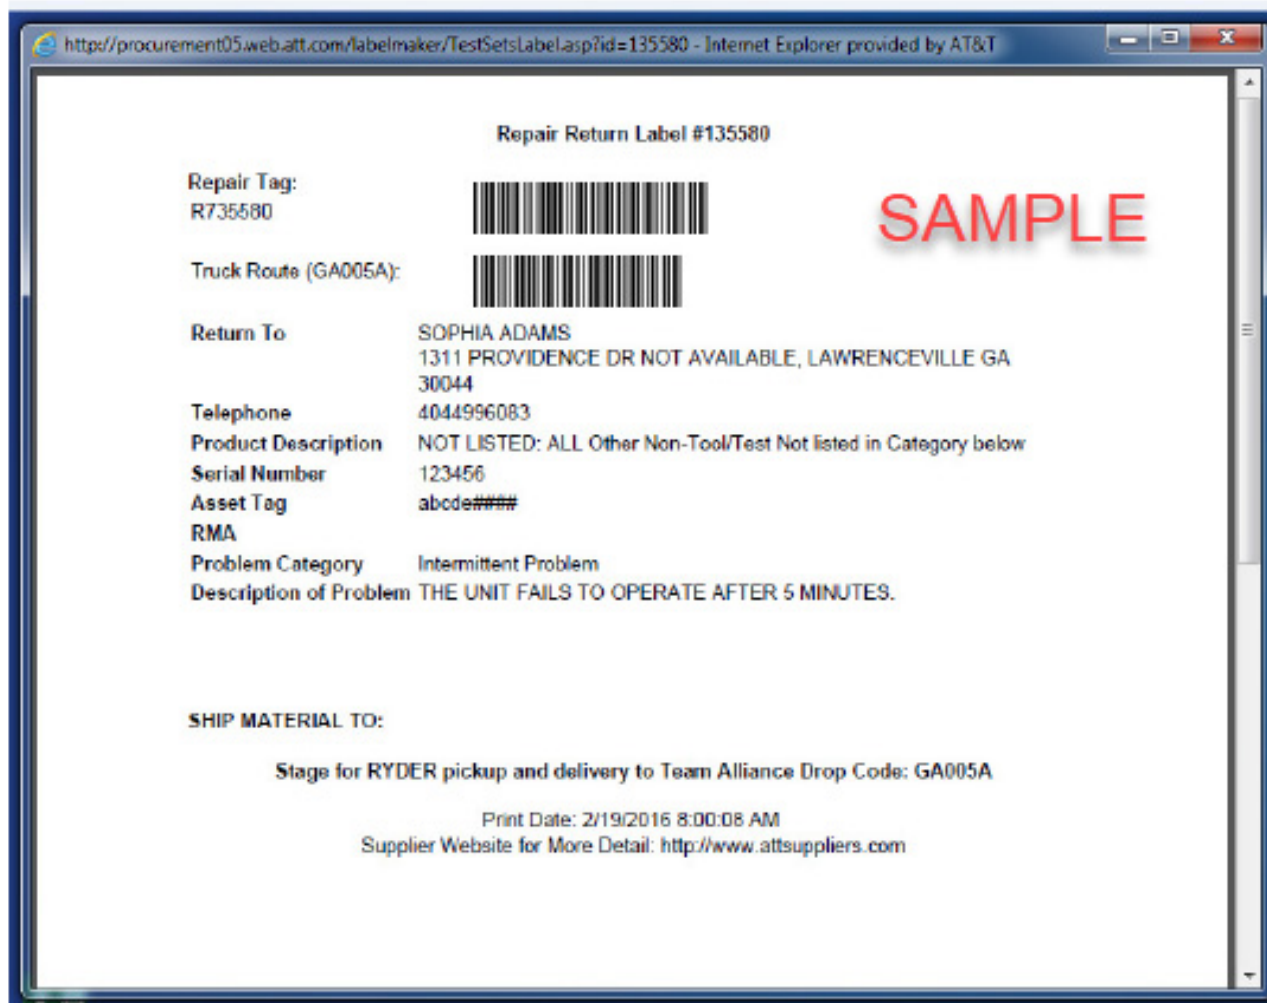 http://procurement05.web.att.com/labelmaker/TestSetsLabel.asp?id=135580 - Internet Explorer provided by AT&T
Repair Return Label #135580
Repair Tag:
R735580
SAMPLE
Truck Route (GA005A):
Return To SOPHIA ADAMS
1311 PROVIDENCE DR NOT AVAILABLE, LAWRENCEVILLE GA
30044
Telephone 4044996083
Product Description NOT LISTED: ALL Other Non-Tool/Test Not listed in Category below
Serial Number 123456
Asset Tag abcde####
RMA
Problem Category Intermittent Problem
Description of Problem THE UNIT FAILS TO OPERATE AFTER 5 MINUTES.
SHIP MATERIAL TO:
Stage for RYDER pickup and delivery to Team Alliance Drop Code: GA005A
Print Date: 2/19/2016 8:00:08 AM
Supplier Website for More Detail: http://www.attsuppliers.com